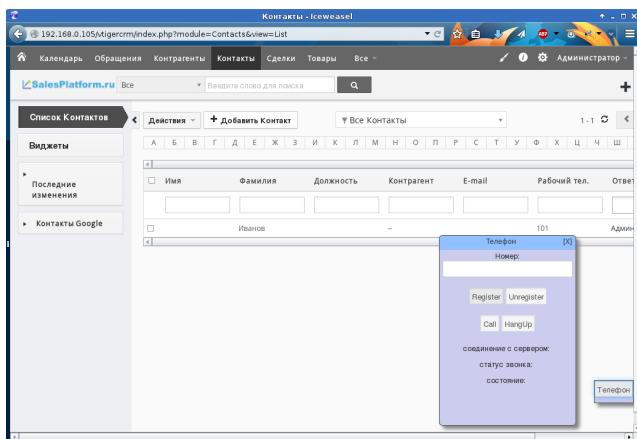 Контакты - Iceweasel
192.168.0.105/vtigercrm/index.php?module=Contacts&view=List
Календарь Обращения Контрагенты Контакты Сделки Товары Все Администратор
SalesPlatform.ru Все Введите слово для поиска
Список Контактов Действия + Добавить Контакт Все Контакты 1 - 1
Виджеты А Б В Г Д Е Ж З И К Л М Н О П Р С Т У Ф Х Ц Ч Ш
Последние
изменения
Имя Фамилия Должность Контрагент E-mail Рабочий тел. Ответ
Контакты Google
Иванов -- 101 Админ
Телефон [X]
Номер:
Register Unregister
Call HangUp
соединение с сервером:
статус звонка:
состояние:
Телефон